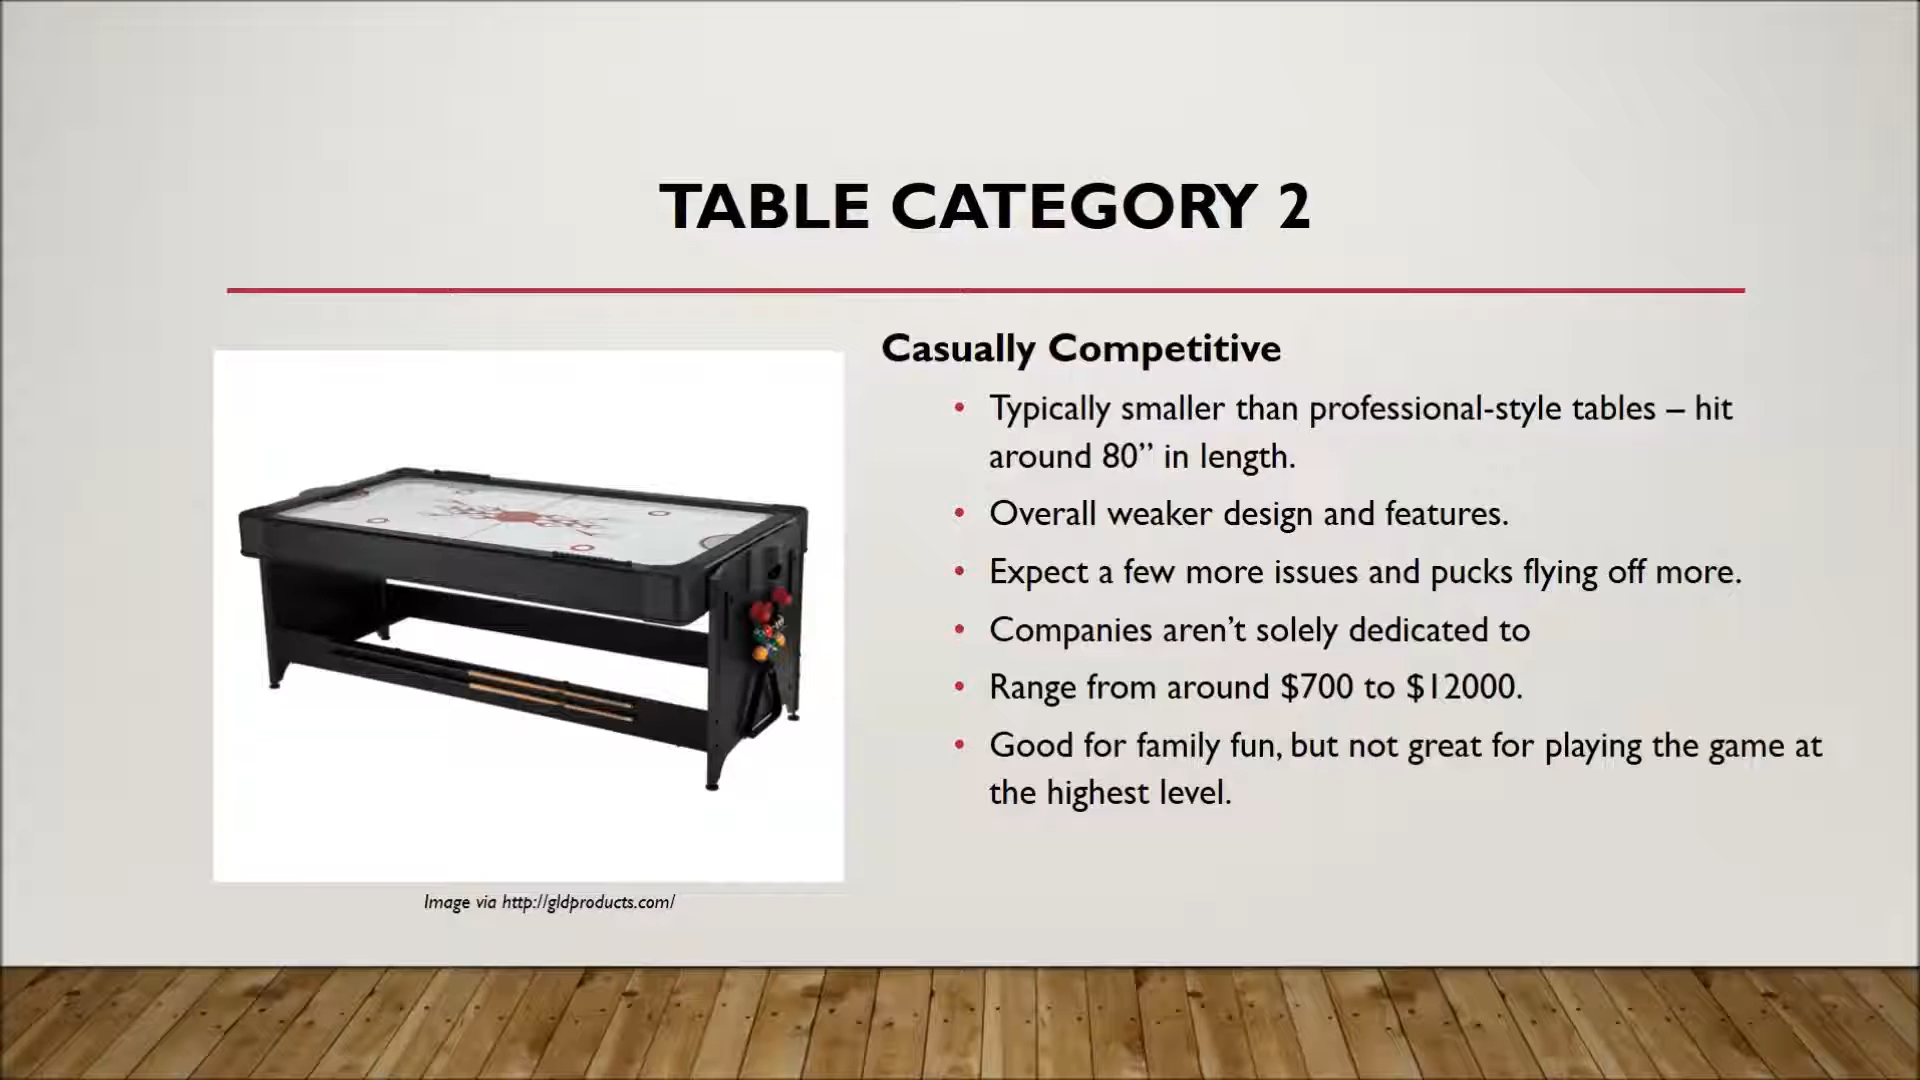 TABLE CATEGORY 2
Casually Competitive
• Typically smaller than professional-style tables – hit
around 80” in length.
• Overall weaker design and features.
• Expect a few more issues and pucks flying off more.
• Companies aren’t solely dedicated to
• Range from around $700 to $12000.
• Good for family fun, but not great for playing the game at
the highest level.
Image via http://gldproducts.com/